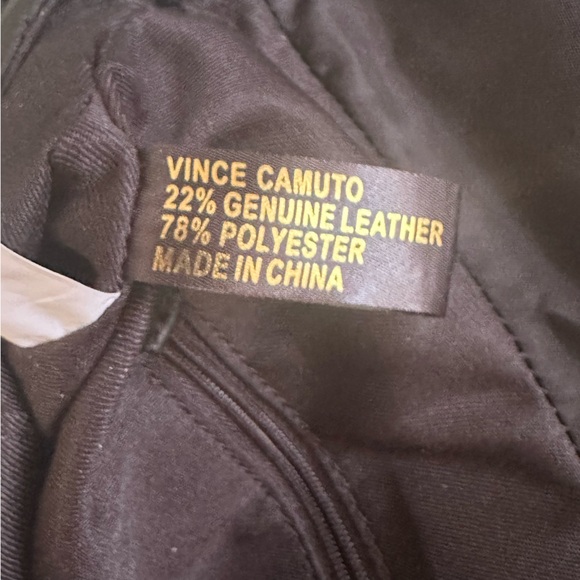 VINCE CAMUTO
22% GENUINE LEATHER
78% POLYESTER
MADE IN CHINA